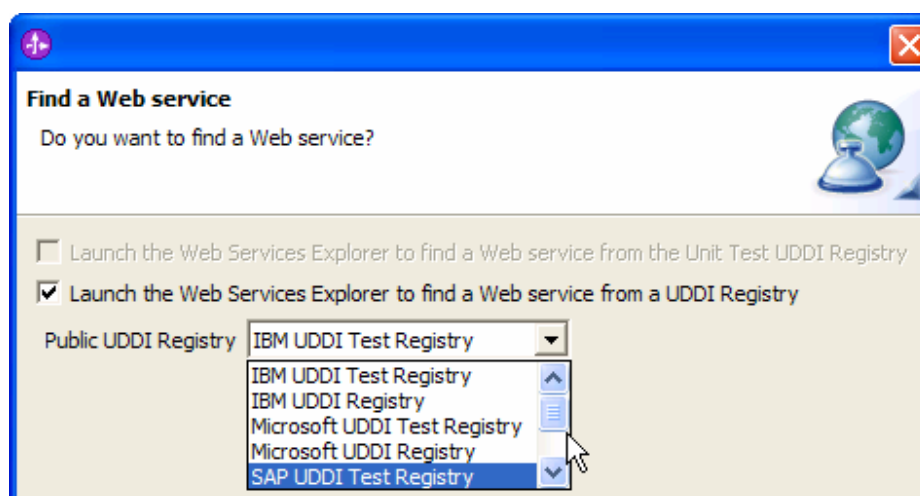 Find a Web service
Do you want to find a Web service?
Launch the Web Services Explorer to find a Web service from the Unit Test UDDI Registry
Launch the Web Services Explorer to find a Web service from a UDDI Registry
Public UDDI Registry IBM UDDI Test Registry
IBM UDDI Test Registry
IBM UDDI Registry
Microsoft UDDI Test Registry
Microsoft UDDI Registry
SAP UDDI Test Registry